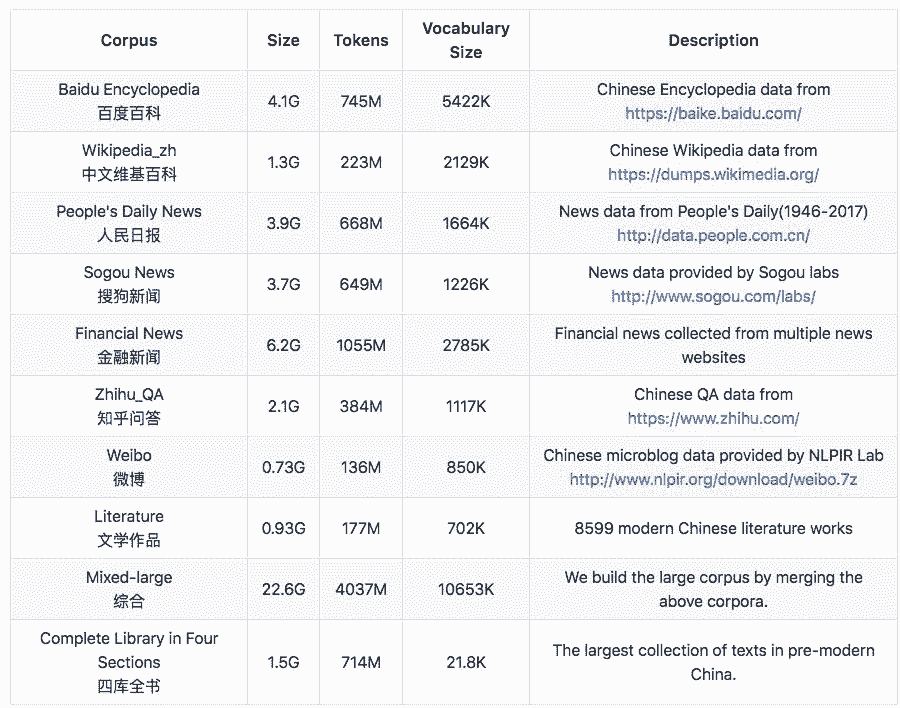 Corpus
Size
Tokens
Vocabulary
Size
Description
Baidu Encyclopedia
百度百科
4.1G
745M
5422K
Chinese Encyclopedia data from
https://baike.baidu.com/
Wikipedia_zh
中文维基百科
1.3G
223M
2129K
Chinese Wikipedia data from
https://dumps.wikimedia.org/
People's Daily News
人民日报
3.9G
668M
1664K
News data from People's Daily(1946-2017)
http://data.people.com.cn/
Sogou News
搜狗新闻
3.7G
649M
1226K
News data provided by Sogou labs
http://www.sogou.com/labs/
Financial News
金融新闻
6.2G
1055M
2785K
Financial news collected from multiple news
websites
Zhihu_QA
知乎问答
2.1G
384M
1117K
Chinese QA data from
https://www.zhihu.com/
Weibo
微博
0.73G
136M
850K
Chinese microblog data provided by NLPIR Lab
http://www.nlpir.org/download/weibo.7z
Literature
文学作品
0.93G
177M
702K
8599 modern Chinese literature works
Mixed-large
综合
22.6G
4037M
10653K
We build the large corpus by merging the
above corpora.
Complete Library in Four
Sections
四库全书
1.5G
714M
21.8K
The largest collection of texts in pre-modern
China.